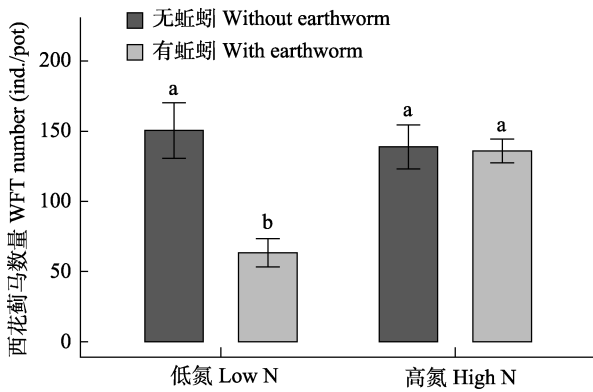 无蚯蚓 Without earthworm
有蚯蚓 With earthworm
西花蓟马数量 WFT number (ind./pot)
200
150
100
50
0
a
b
a
a
低氮 Low N
高氮 High N